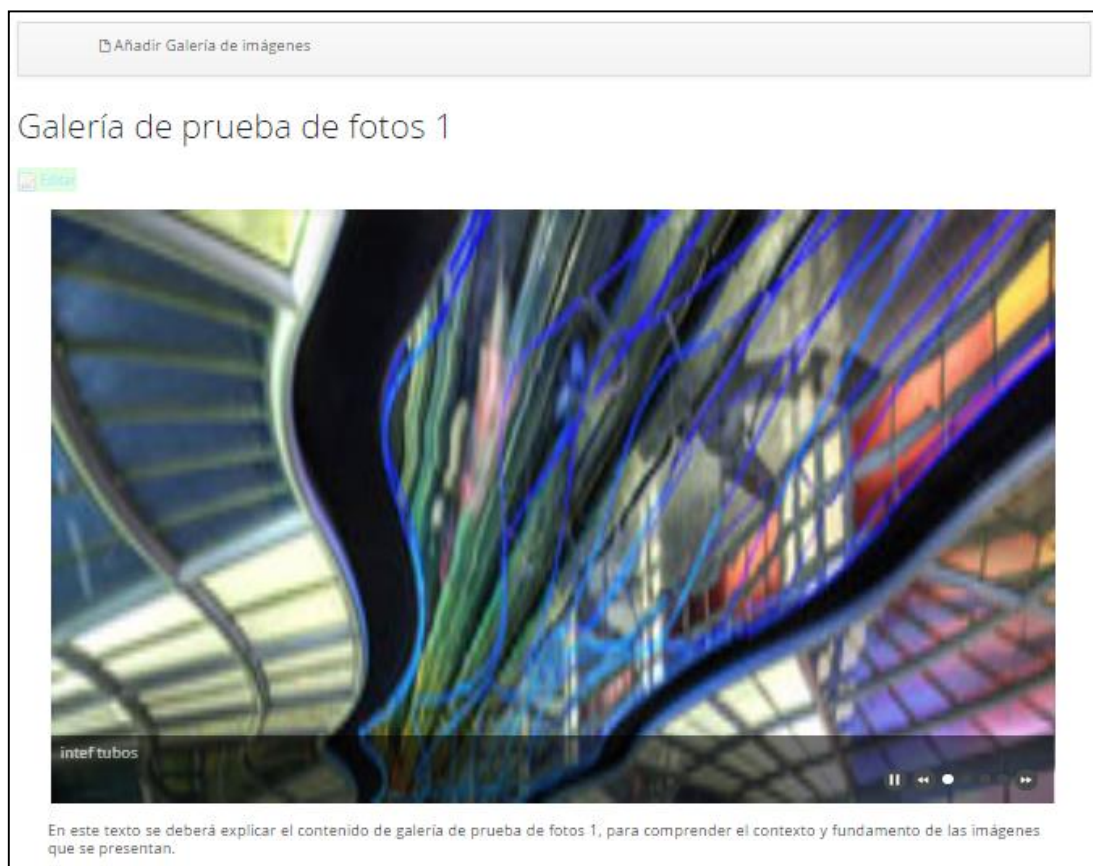 Añadir Galería de imágenes
Galería de prueba de fotos 1
Editar
intef tubos
En este texto se deberá explicar el contenido de galería de prueba de fotos 1, para comprender el contexto y fundamento de las imágenes
que se presentan.